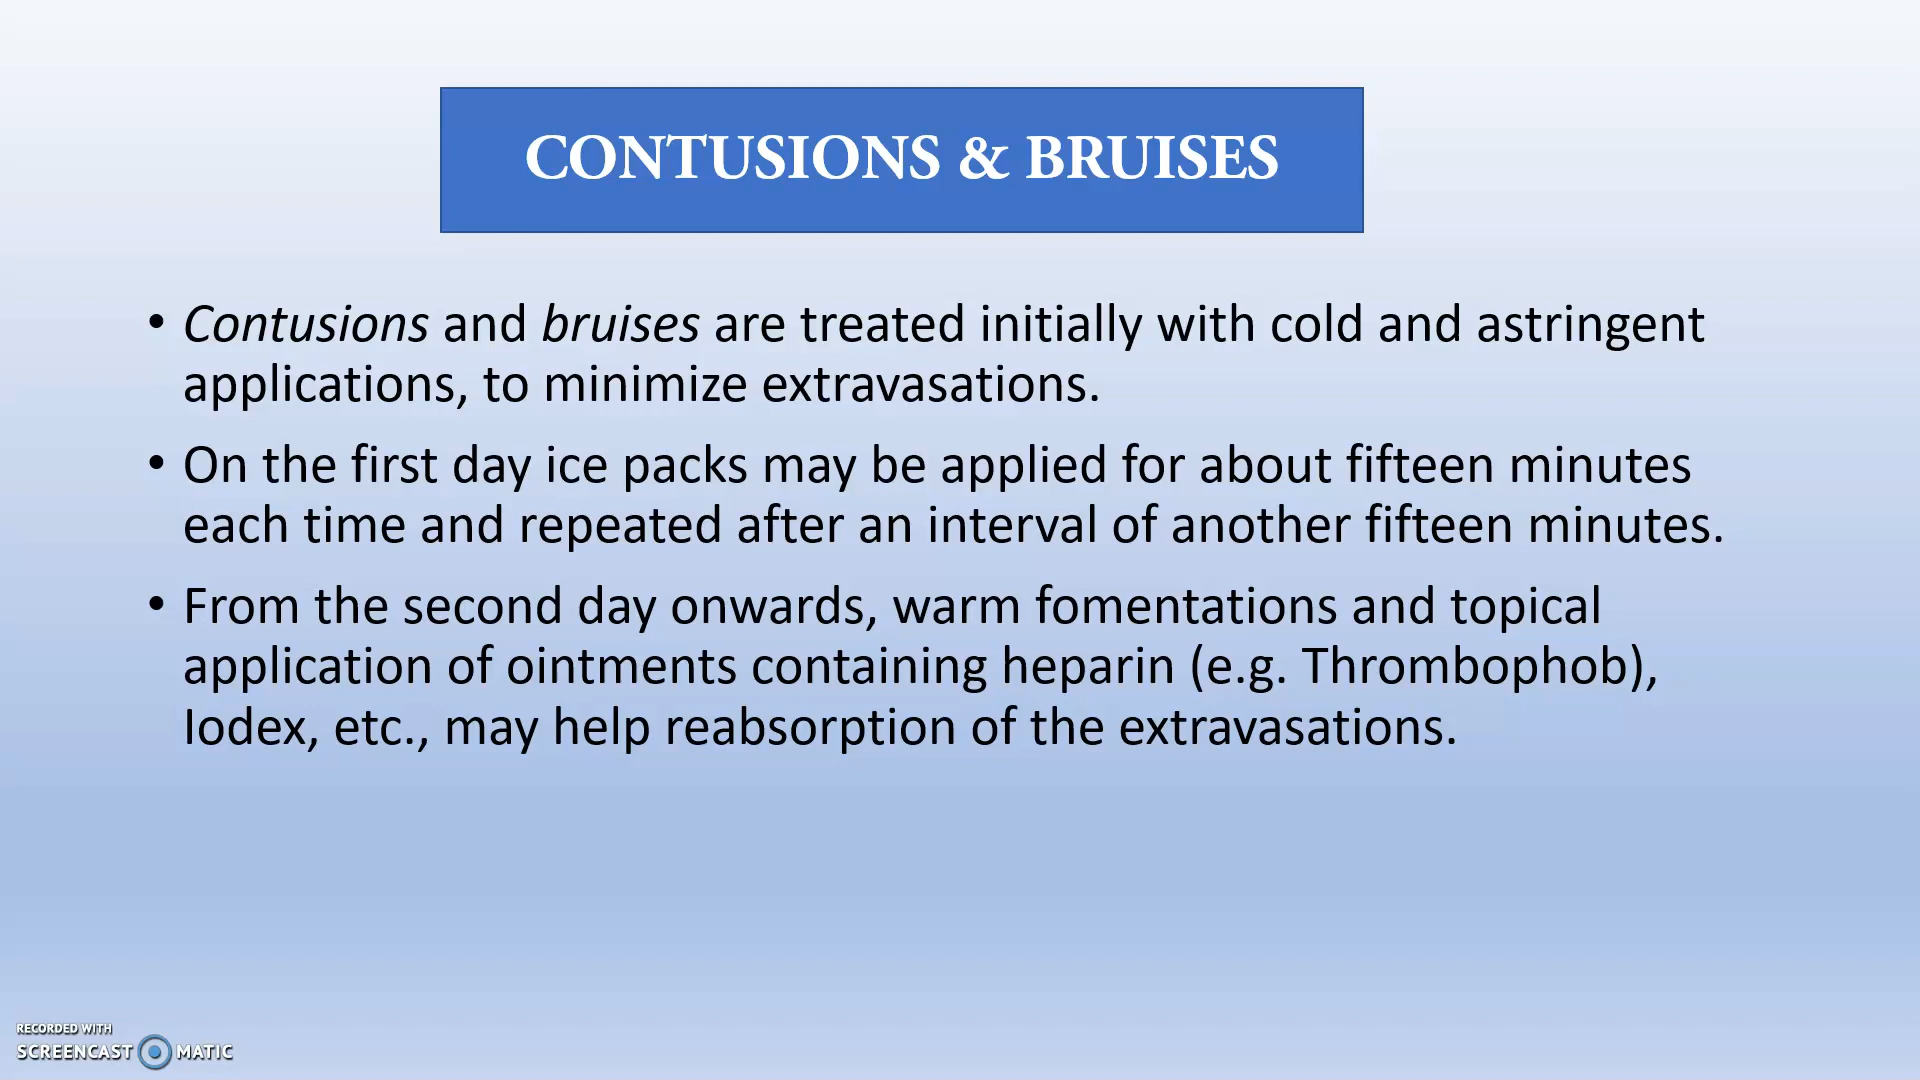 CONTUSIONS & BRUISES
• Contusions and bruises are treated initially with cold and astringent
applications, to minimize extravasations.
• On the first day ice packs may be applied for about fifteen minutes
each time and repeated after an interval of another fifteen minutes.
• From the second day onwards, warm fomentations and topical
application of ointments containing heparin (e.g. Thrombophob),
Iodex, etc., may help reabsorption of the extravasations.
RECORDED WITH
SCREENCAST MATIC